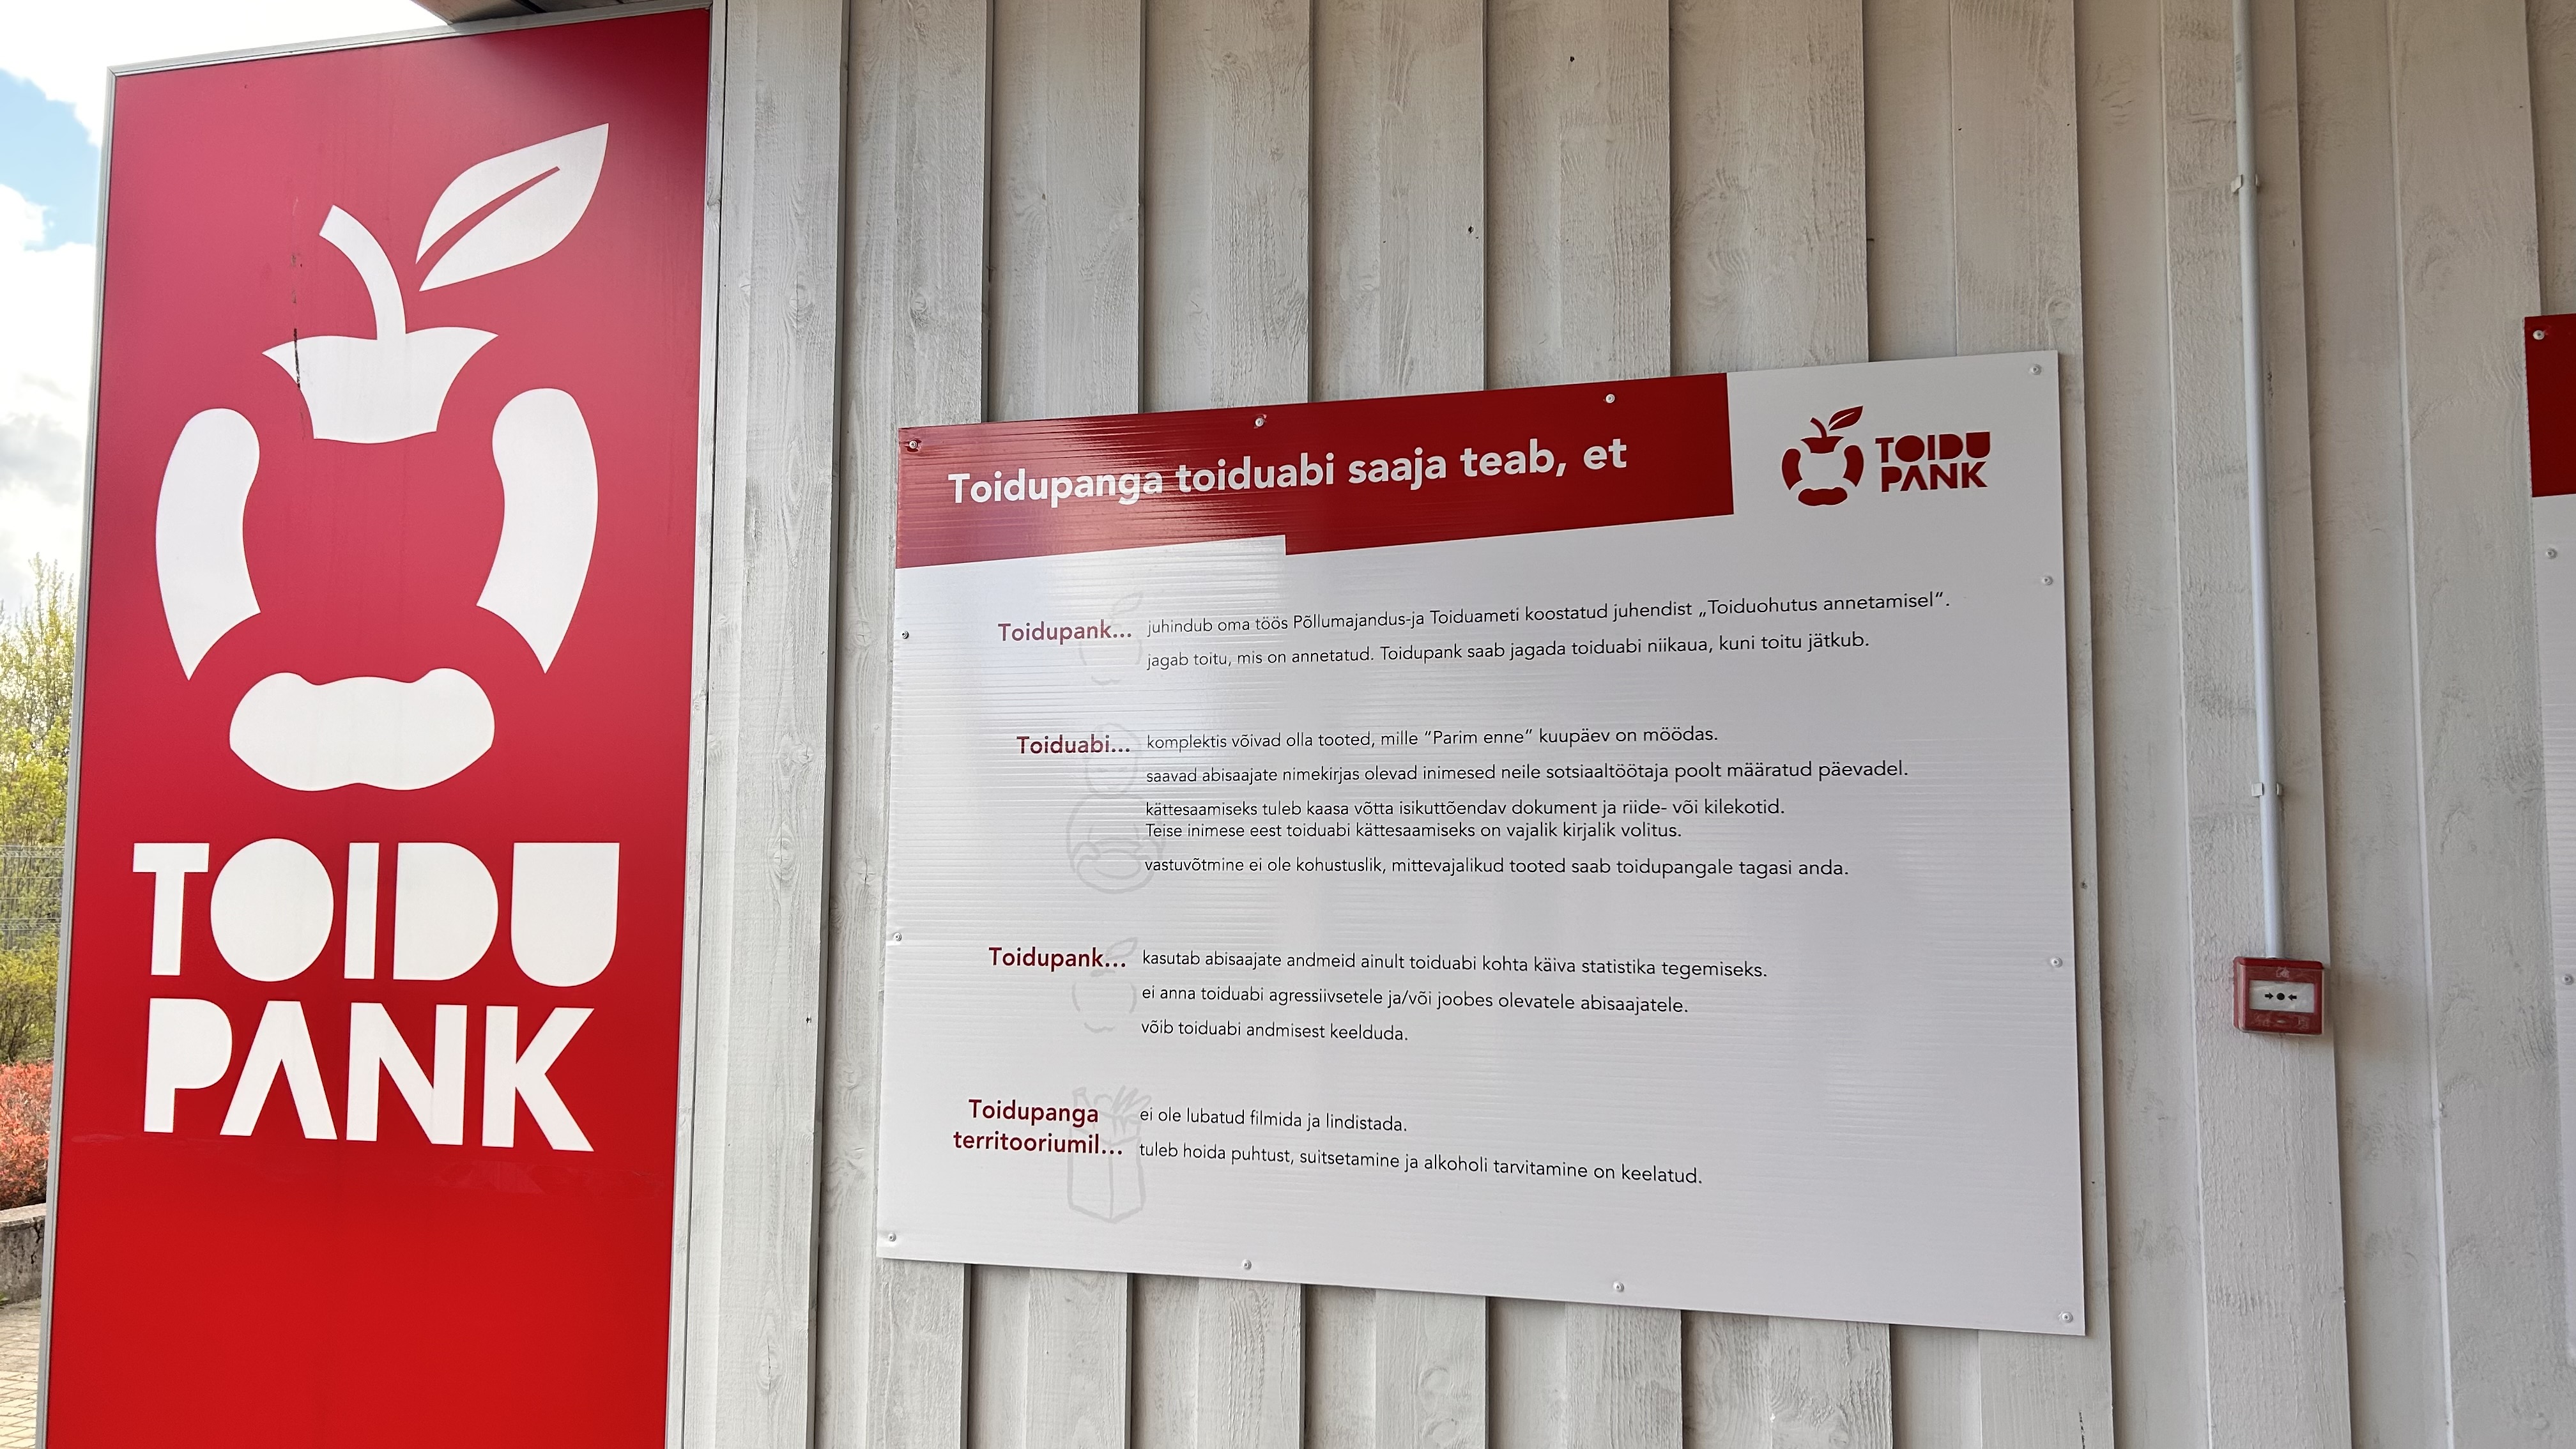 TOIDU
PANK
Toidupanga toiduabi saaja teab, et
TOIDU
PANK
Toidupank... juhindub oma töös Põllumajandus-ja Toiduameti koostatud juhendist „Toiduohutus annetamisel“.
jagab toitu, mis on annetatud. Toidupank saab jagada toiduabi niikaua, kuni toitu jätkub.
Toiduabi... komplektis võivad olla tooted, mille “Parim enne” kuupäev on möödas.
saavad abisaajate nimekirjas olevad inimesed neile sotsiaaltöötaja poolt määratud päevadel.
kättesaamiseks tuleb kaasa võtta isikuttõendav dokument ja riide- või kilekotid.
Teise inimese eest toiduabi kättesaamiseks on vajalik kirjalik volitus.
vastuvõtmine ei ole kohustuslik, mittevajalikud tooted saab toidupangale tagasi anda.
Toidupank... kasutab abisaajate andmeid ainult toiduabi kohta käiva statistika tegemiseks.
ei anna toiduabi agressiivsetele ja/või joobes olevatele abisaajatele.
võib toiduabi andmisest keelduda.
Toidupanga
territooriumil... ei ole lubatud filmida ja lindistada.
tuleb hoida puhtust, suitsetamine ja alkoholi tarvitamine on keelatud.